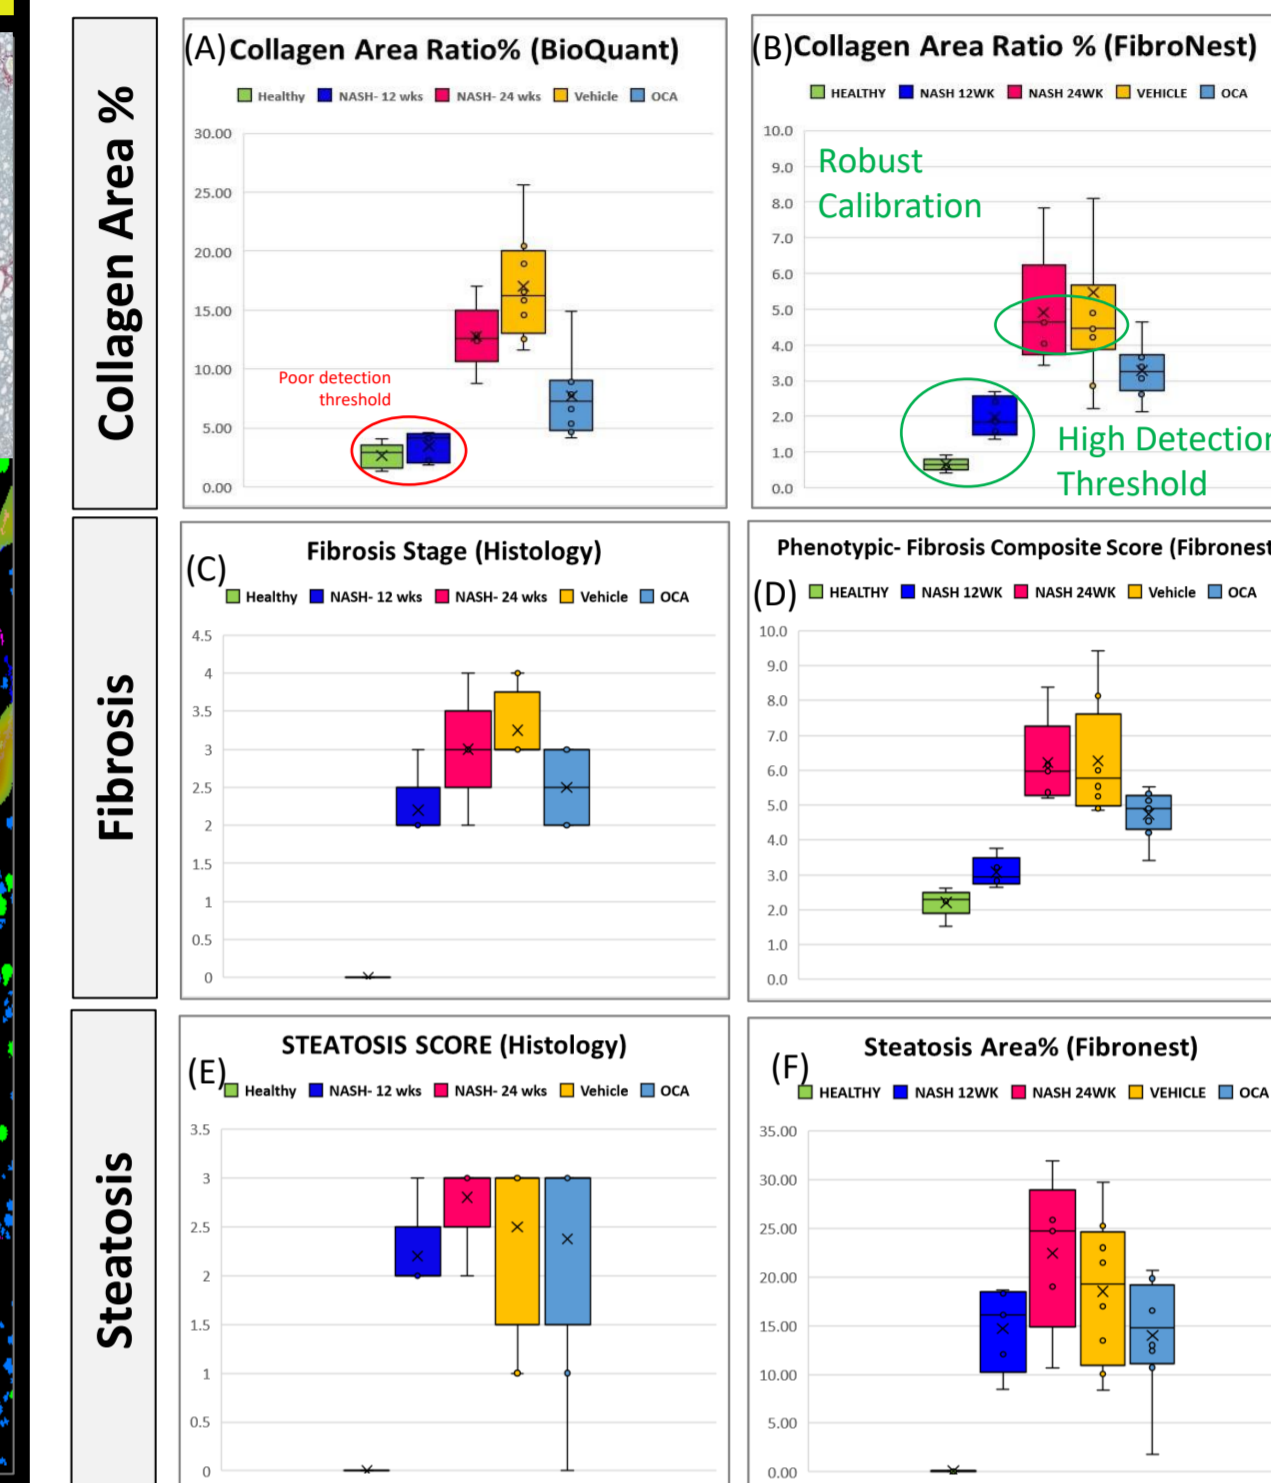 Collagen Area %
(A) Collagen Area Ratio% (BioQuant)
Healthy NASH- 12 wks NASH- 24 wks Vehicle OCA
30.00
25.00
20.00
15.00
10.00
5.00
0.00
Poor detection
threshold
(B) Collagen Area Ratio % (FibroNest)
HEALTHY NASH 12WK NASH 24WK VEHICLE OCA
10.0
9.0
8.0
7.0
6.0
5.0
4.0
3.0
2.0
1.0
0.0
Robust
Calibration
High Detection
Threshold
Fibrosis
(C) Fibrosis Stage (Histology)
Healthy NASH- 12 wks NASH- 24 wks Vehicle OCA
4.5
4
3.5
3
2.5
2
1.5
1
0.5
0
Phenotypic- Fibrosis Composite Score (Fibronest
(D) HEALTHY NASH 12WK NASH 24WK Vehicle OCA
10.0
9.0
8.0
7.0
6.0
5.0
4.0
3.0
2.0
1.0
0.0
Steatosis
STEATOSIS SCORE (Histology)
(E) Healthy NASH- 12 wks NASH- 24 wks Vehicle OCA
3.5
3
2.5
2
1.5
1
0.5
0
Steatosis Area% (Fibronest)
(F) HEALTHY NASH 12WK NASH 24WK VEHICLE OCA
35.00
30.00
25.00
20.00
15.00
10.00
5.00
0.00